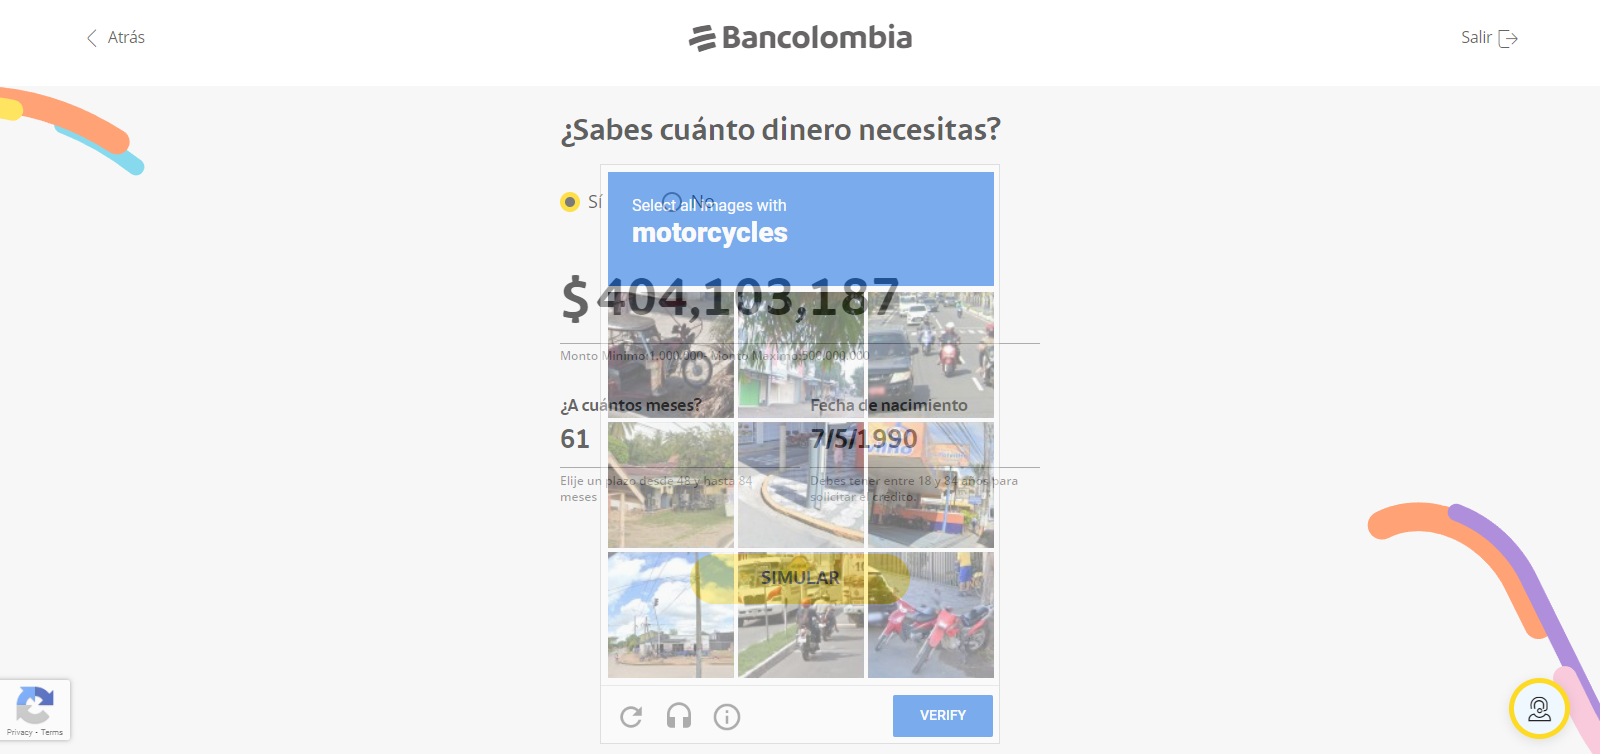 Atrás
Bancolombia
Salir
¿Sabes cuánto dinero necesitas?
Sí
No
Select all images with
motorcycles
$404,103,187
Monto Mínimo:1,000,000- Monto Máximo:500,000,000
¿A cuántos meses?
Fecha de nacimiento
61
7/5/1990
Elije un plazo desde 48 y hasta 84
meses
Debes tener entre 18 y 84 años para
solicitar el crédito.
SIMULAR
VERIFY
Privacy - Terms